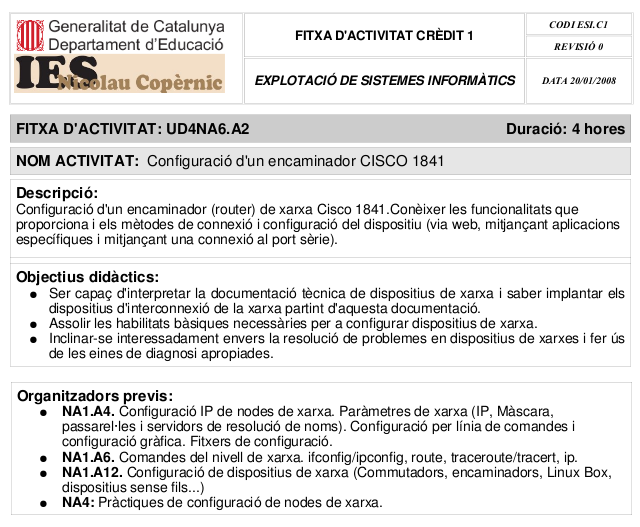 Generalitat de Catalunya
Departament d'Educació
IES
Nicolau Copèrnic
FITXA D'ACTIVITAT CRÈDIT 1
EXPLOTACIÓ DE SISTEMES INFORMÀTICS
CODI ESI.C1
REVISIÓ 0
DATA 20/01/2008
FITXA D'ACTIVITAT: UD4NA6.A2 Duració: 4 hores
NOM ACTIVITAT: Configuració d'un encaminador CISCO 1841
Descripció:
Configuració d'un encaminador (router) de xarxa Cisco 1841.Conèixer les funcionalitats que
proporciona i els mètodes de connexió i configuració del dispositiu (via web, mitjançant aplicacions
específiques i mitjançant una connexió al port sèrie).
Objectius didàctics:
● Ser capaç d'interpretar la documentació tècnica de dispositius de xarxa i saber implantar els
dispositius d'interconnexió de la xarxa partint d'aquesta documentació.
● Assolir les habilitats bàsiques necessàries per a configurar dispositius de xarxa.
● Inclinar-se interessadament envers la resolució de problemes en dispositius de xarxes i fer ús
de les eines de diagnosi apropiades.
Organitzadors previs:
● NA1.A4. Configuració IP de nodes de xarxa. Paràmetres de xarxa (IP, Màscara,
passarel·les i servidors de resolució de noms). Configuració per línia de comandes i
configuració gràfica. Fitxers de configuració.
● NA1.A6. Comandes del nivell de xarxa. ifconfig/ipconfig, route, traceroute/tracert, ip.
● NA1.A12. Configuració de dispositius de xarxa (Commutadors, encaminadors, Linux Box,
dispositius sense fils...)
● NA4: Pràctiques de configuració de nodes de xarxa.